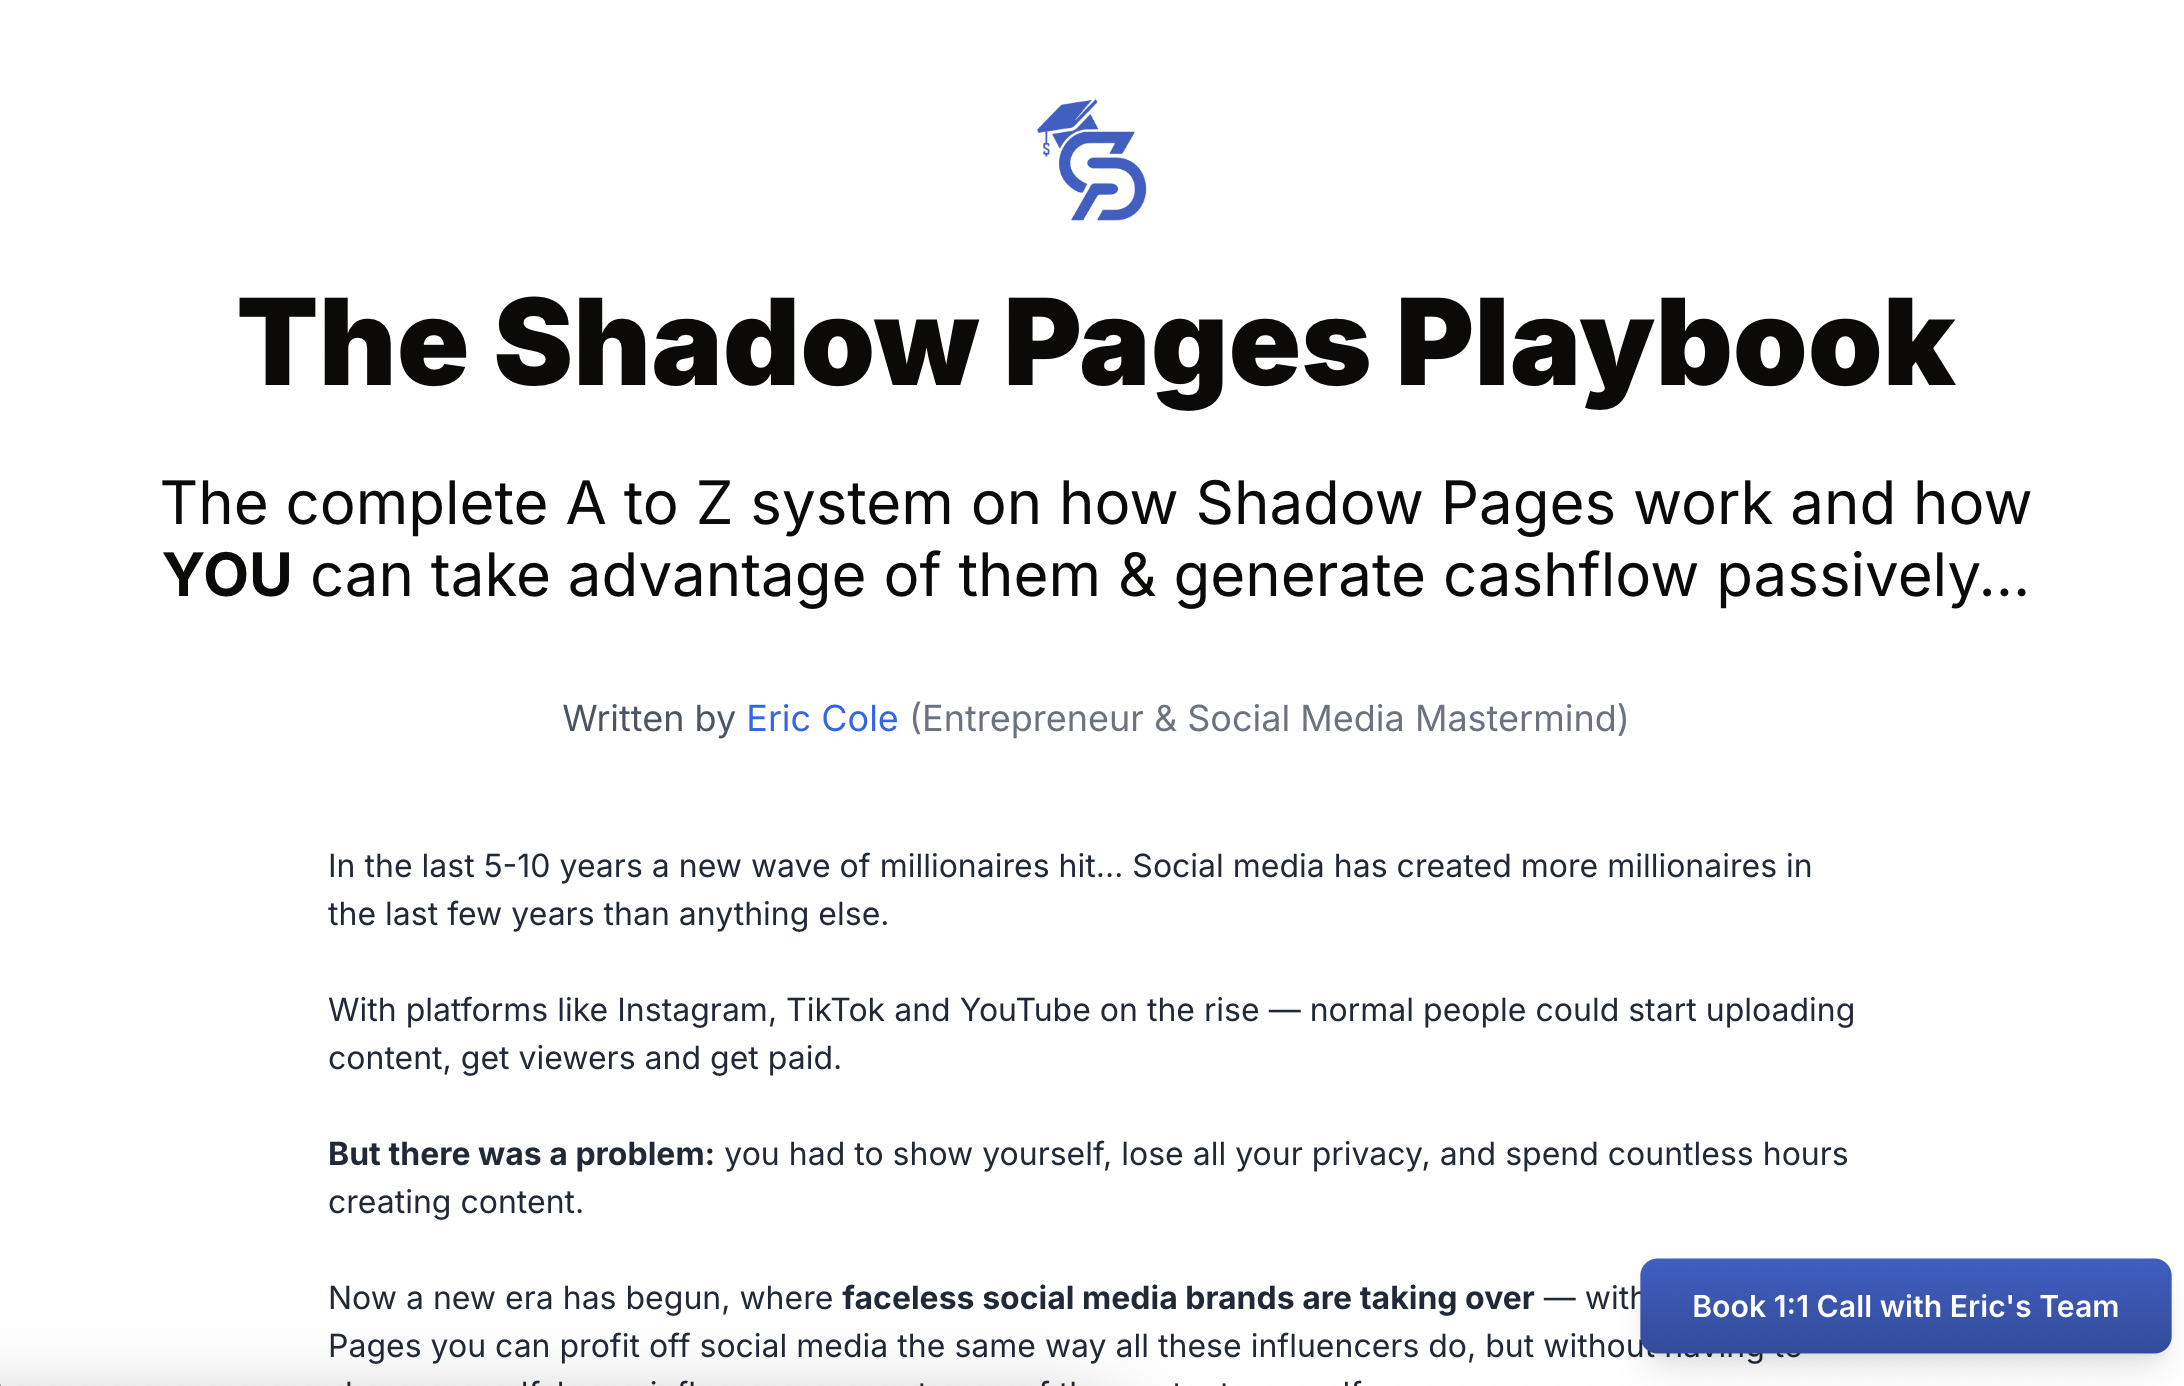 The Shadow Pages Playbook
The complete A to Z system on how Shadow Pages work and how
YOU can take advantage of them & generate cashflow passively...
Written by Eric Cole (Entrepreneur & Social Media Mastermind)
In the last 5-10 years a new wave of millionaires hit... Social media has created more millionaires in
the last few years than anything else.
With platforms like Instagram, TikTok and YouTube on the rise — normal people could start uploading
content, get viewers and get paid.
But there was a problem: you had to show yourself, lose all your privacy, and spend countless hours
creating content.
Now a new era has begun, where faceless social media brands are taking over — with
Pages you can profit off social media the same way all these influencers do, but without having to
Book 1:1 Call with Eric's Team